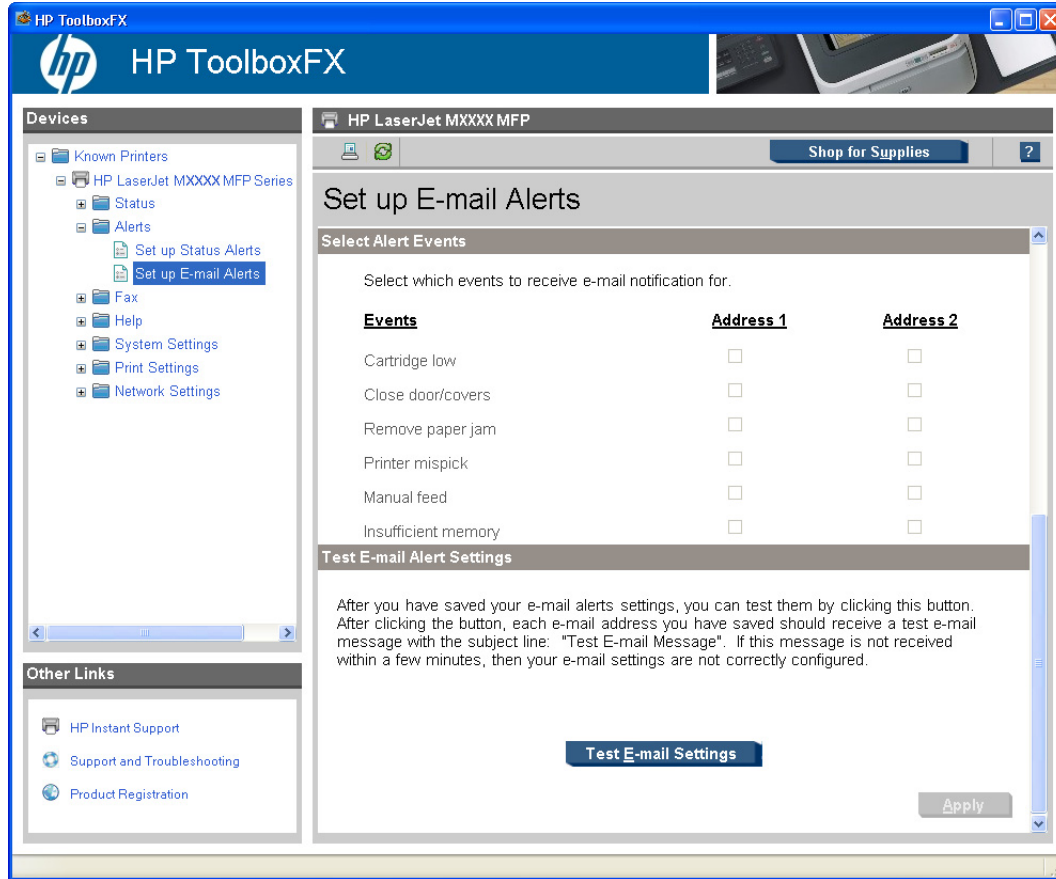 HP ToolboxFX
hp
HP ToolboxFX
Devices
Known Printers
HP LaserJet MXXXX MFP Series
Status
Alerts
Set up Status Alerts
Set up E-mail Alerts
Fax
Help
System Settings
Print Settings
Network Settings
Other Links
HP Instant Support
Support and Troubleshooting
Product Registration
HP LaserJet MXXXX MFP
Shop for Supplies
?
Set up E-mail Alerts
Select Alert Events
Select which events to receive e-mail notification for.
Events Address 1 Address 2
Cartridge low
Close door/covers
Remove paper jam
Printer mispick
Manual feed
Insufficient memory
Test E-mail Alert Settings
After you have saved your e-mail alerts settings, you can test them by clicking this button.
After clicking the button, each e-mail address you have saved should receive a test e-mail
message with the subject line: "Test E-mail Message". If this message is not received
within a few minutes, then your e-mail settings are not correctly configured.
Test E-mail Settings
Apply